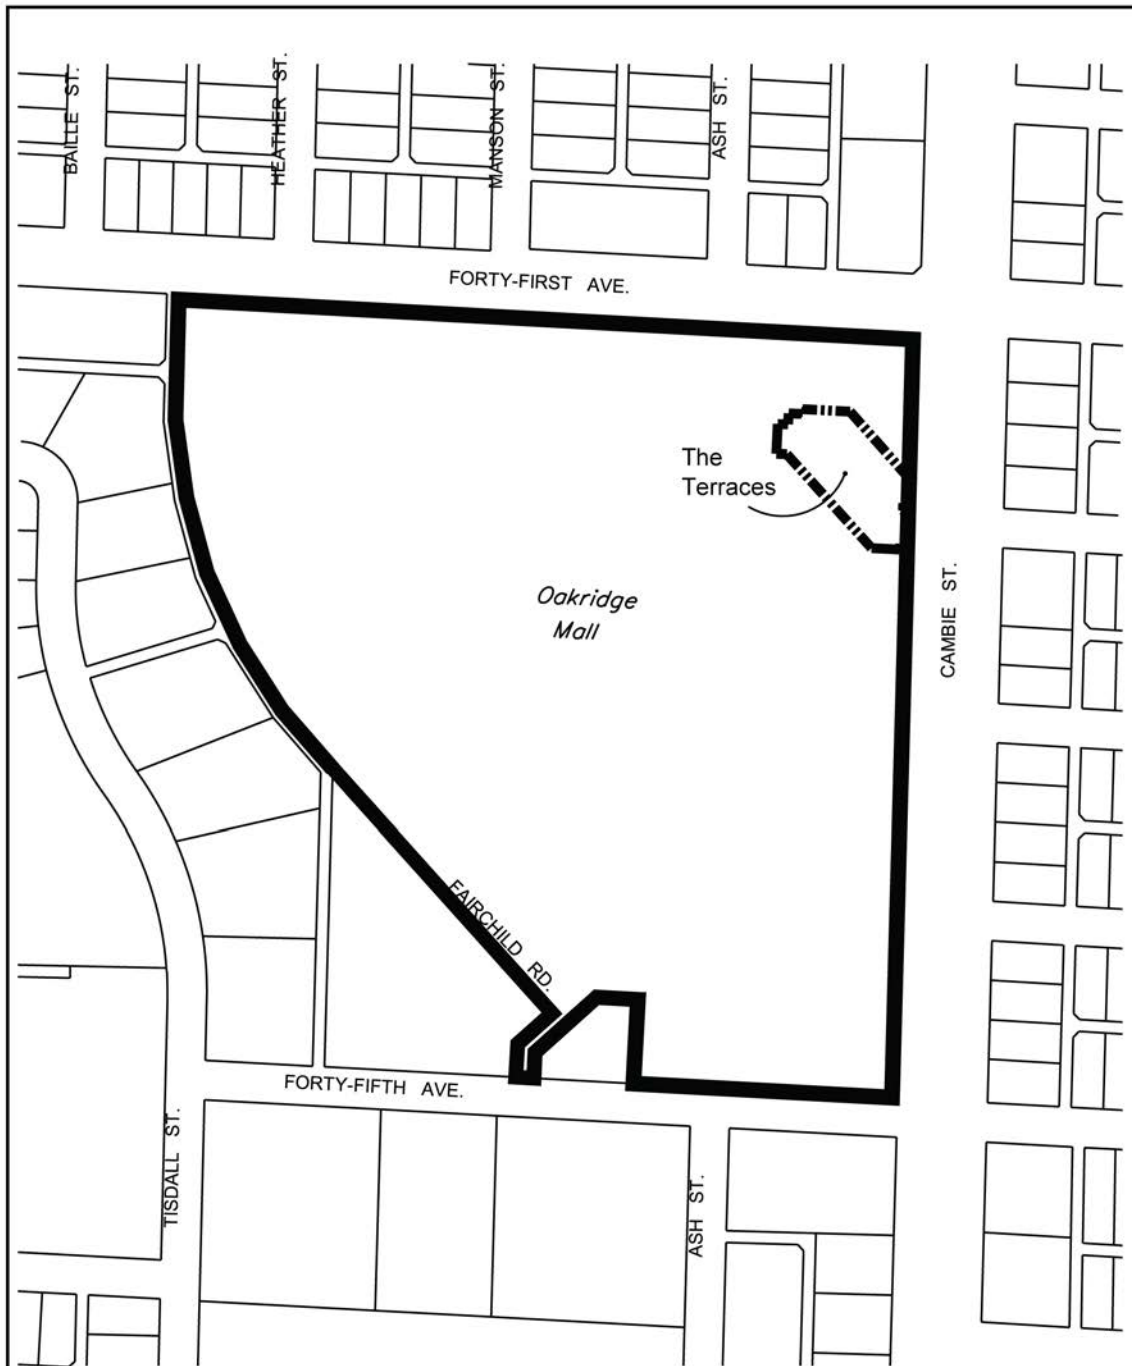 BAILLE ST.
HEATHER ST.
MANSON ST.
ASH ST.
FORTY-FIRST AVE.
The
Terraces
Oakridge
Mall
CAMBIE ST.
FAIRCHILD RD.
FORTY-FIFTH AVE.
TISDALL ST.
ASH ST.